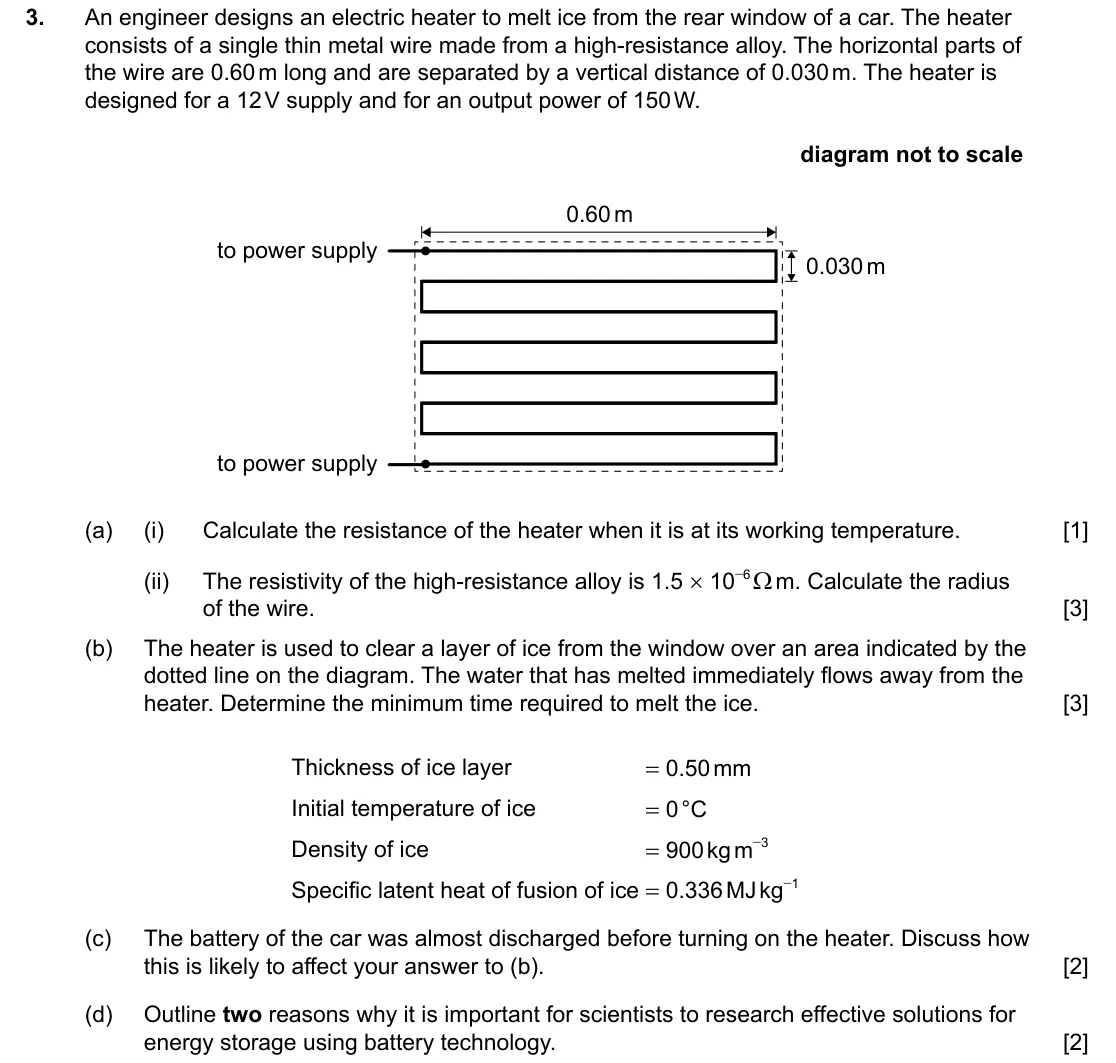 3. An engineer designs an electric heater to melt ice from the rear window of a car. The heater
consists of a single thin metal wire made from a high-resistance alloy. The horizontal parts of
the wire are 0.60 m long and are separated by a vertical distance of 0.030 m. The heater is
designed for a 12 V supply and for an output power of 150 W.
diagram not to scale
0.60 m
to power supply
0.030 m
to power supply
(a) (i) Calculate the resistance of the heater when it is at its working temperature. [1]
(ii) The resistivity of the high-resistance alloy is 1.5 × 10⁻⁶ Ω m. Calculate the radius
of the wire. [3]
(b) The heater is used to clear a layer of ice from the window over an area indicated by the
dotted line on the diagram. The water that has melted immediately flows away from the
heater. Determine the minimum time required to melt the ice. [3]
Thickness of ice layer = 0.50 mm
Initial temperature of ice = 0 °C
Density of ice = 900 kg m⁻³
Specific latent heat of fusion of ice = 0.336 MJ kg⁻¹
(c) The battery of the car was almost discharged before turning on the heater. Discuss how
this is likely to affect your answer to (b). [2]
(d) Outline two reasons why it is important for scientists to research effective solutions for
energy storage using battery technology. [2]